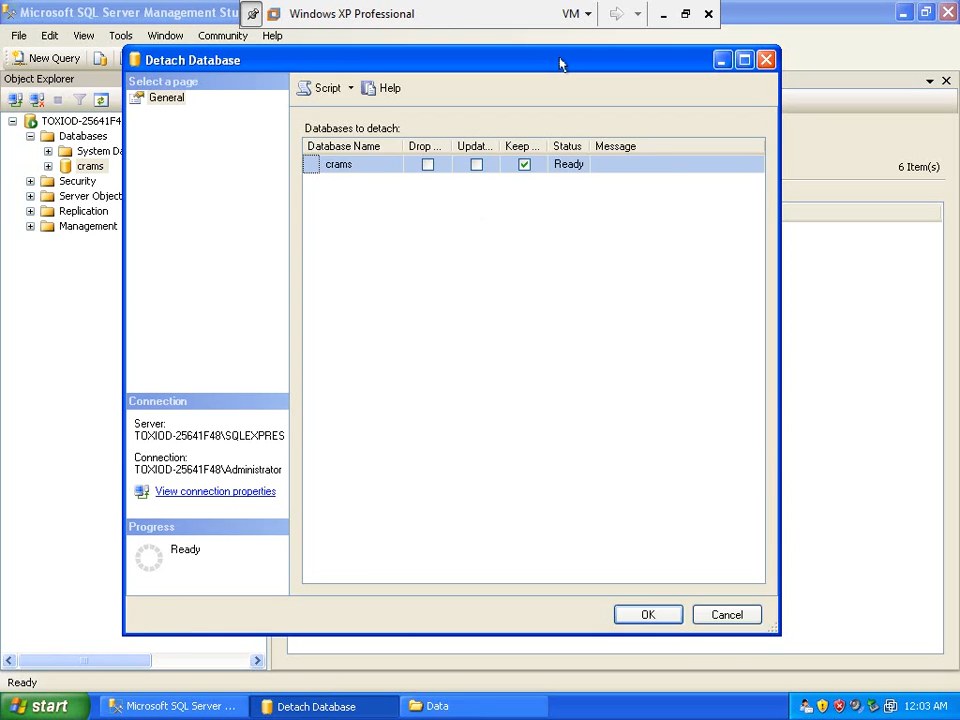 Microsoft SQL Server Management Stu
Windows XP Professional
VM
File Edit View Tools Window Community Help
New Query
Detach Database
Object Explorer
Select a page
General
Script
Help
TOXIOD-25641F4
Databases
System Da
crams
Security
Server Object
Replication
Management
Databases to detach:
Database Name Drop ... Updat... Keep ... Status Message
crams Ready
6 Item(s)
Connection
Server:
TOXIOD-25641F48\SQLEXPRES
Connection:
TOXIOD-25641F48\Administrator
View connection properties
Progress
Ready
OK
Cancel
Ready
start
Microsoft SQL Server ...
Detach Database
Data
12:03 AM